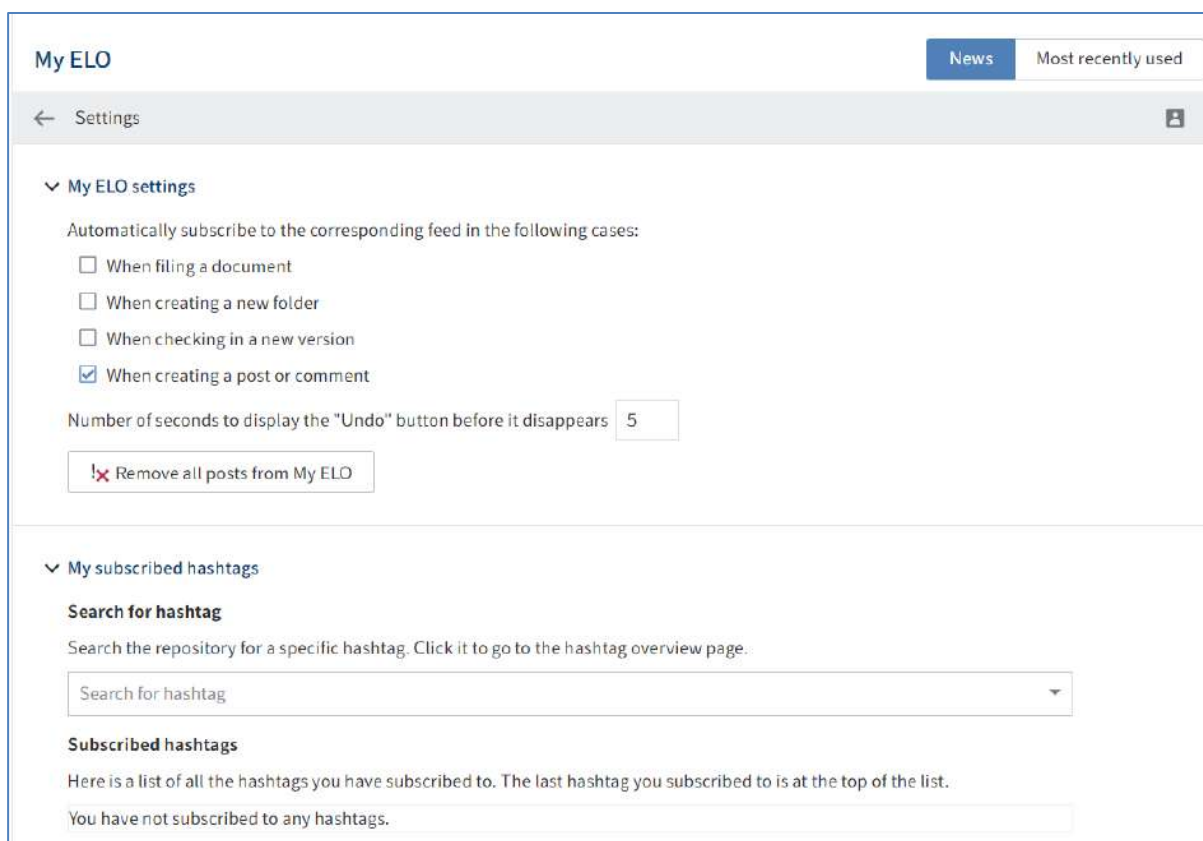 My ELO
News
Most recently used
Settings
My ELO settings
Automatically subscribe to the corresponding feed in the following cases:
When filing a document
When creating a new folder
When checking in a new version
When creating a post or comment
Number of seconds to display the "Undo" button before it disappears 5
Remove all posts from My ELO
My subscribed hashtags
Search for hashtag
Search the repository for a specific hashtag. Click it to go to the hashtag overview page.
Search for hashtag
Subscribed hashtags
Here is a list of all the hashtags you have subscribed to. The last hashtag you subscribed to is at the top of the list.
You have not subscribed to any hashtags.